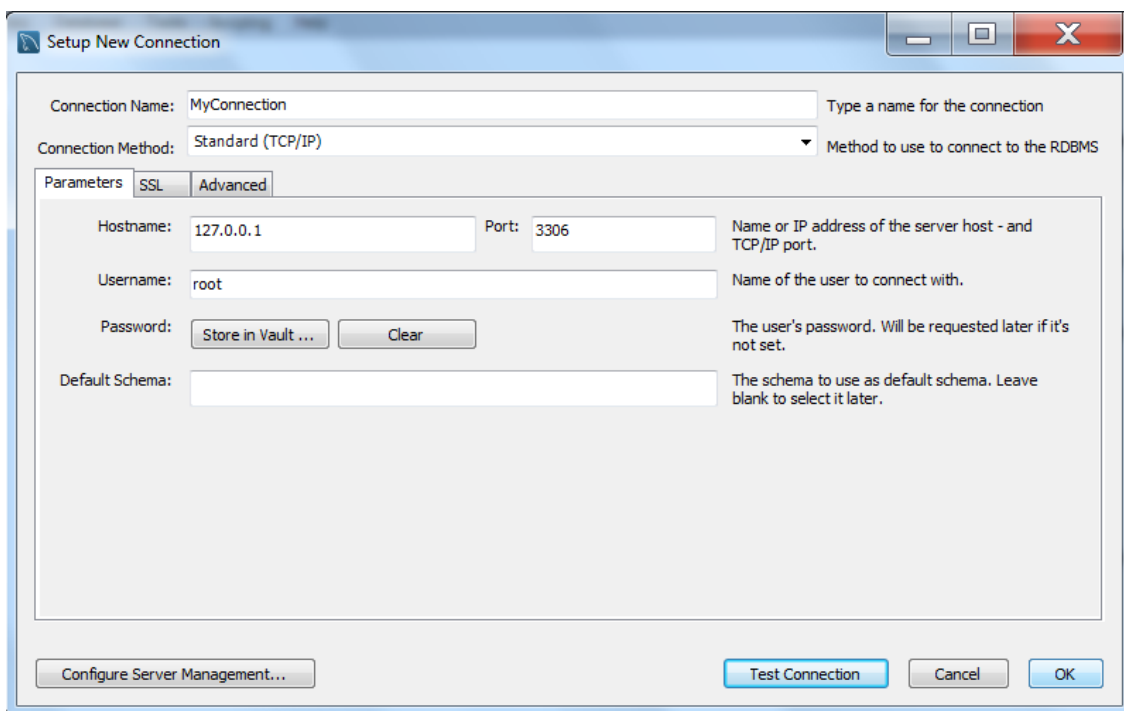 Setup New Connection
Connection Name: MyConnection Type a name for the connection
Connection Method: Standard (TCP/IP) Method to use to connect to the RDBMS
Parameters SSL Advanced
Hostname: 127.0.0.1 Port: 3306 Name or IP address of the server host - and
TCP/IP port.
Username: root Name of the user to connect with.
Password: Store in Vault ... Clear The user's password. Will be requested later if it's
not set.
Default Schema: The schema to use as default schema. Leave
blank to select it later.
Configure Server Management... Test Connection Cancel OK